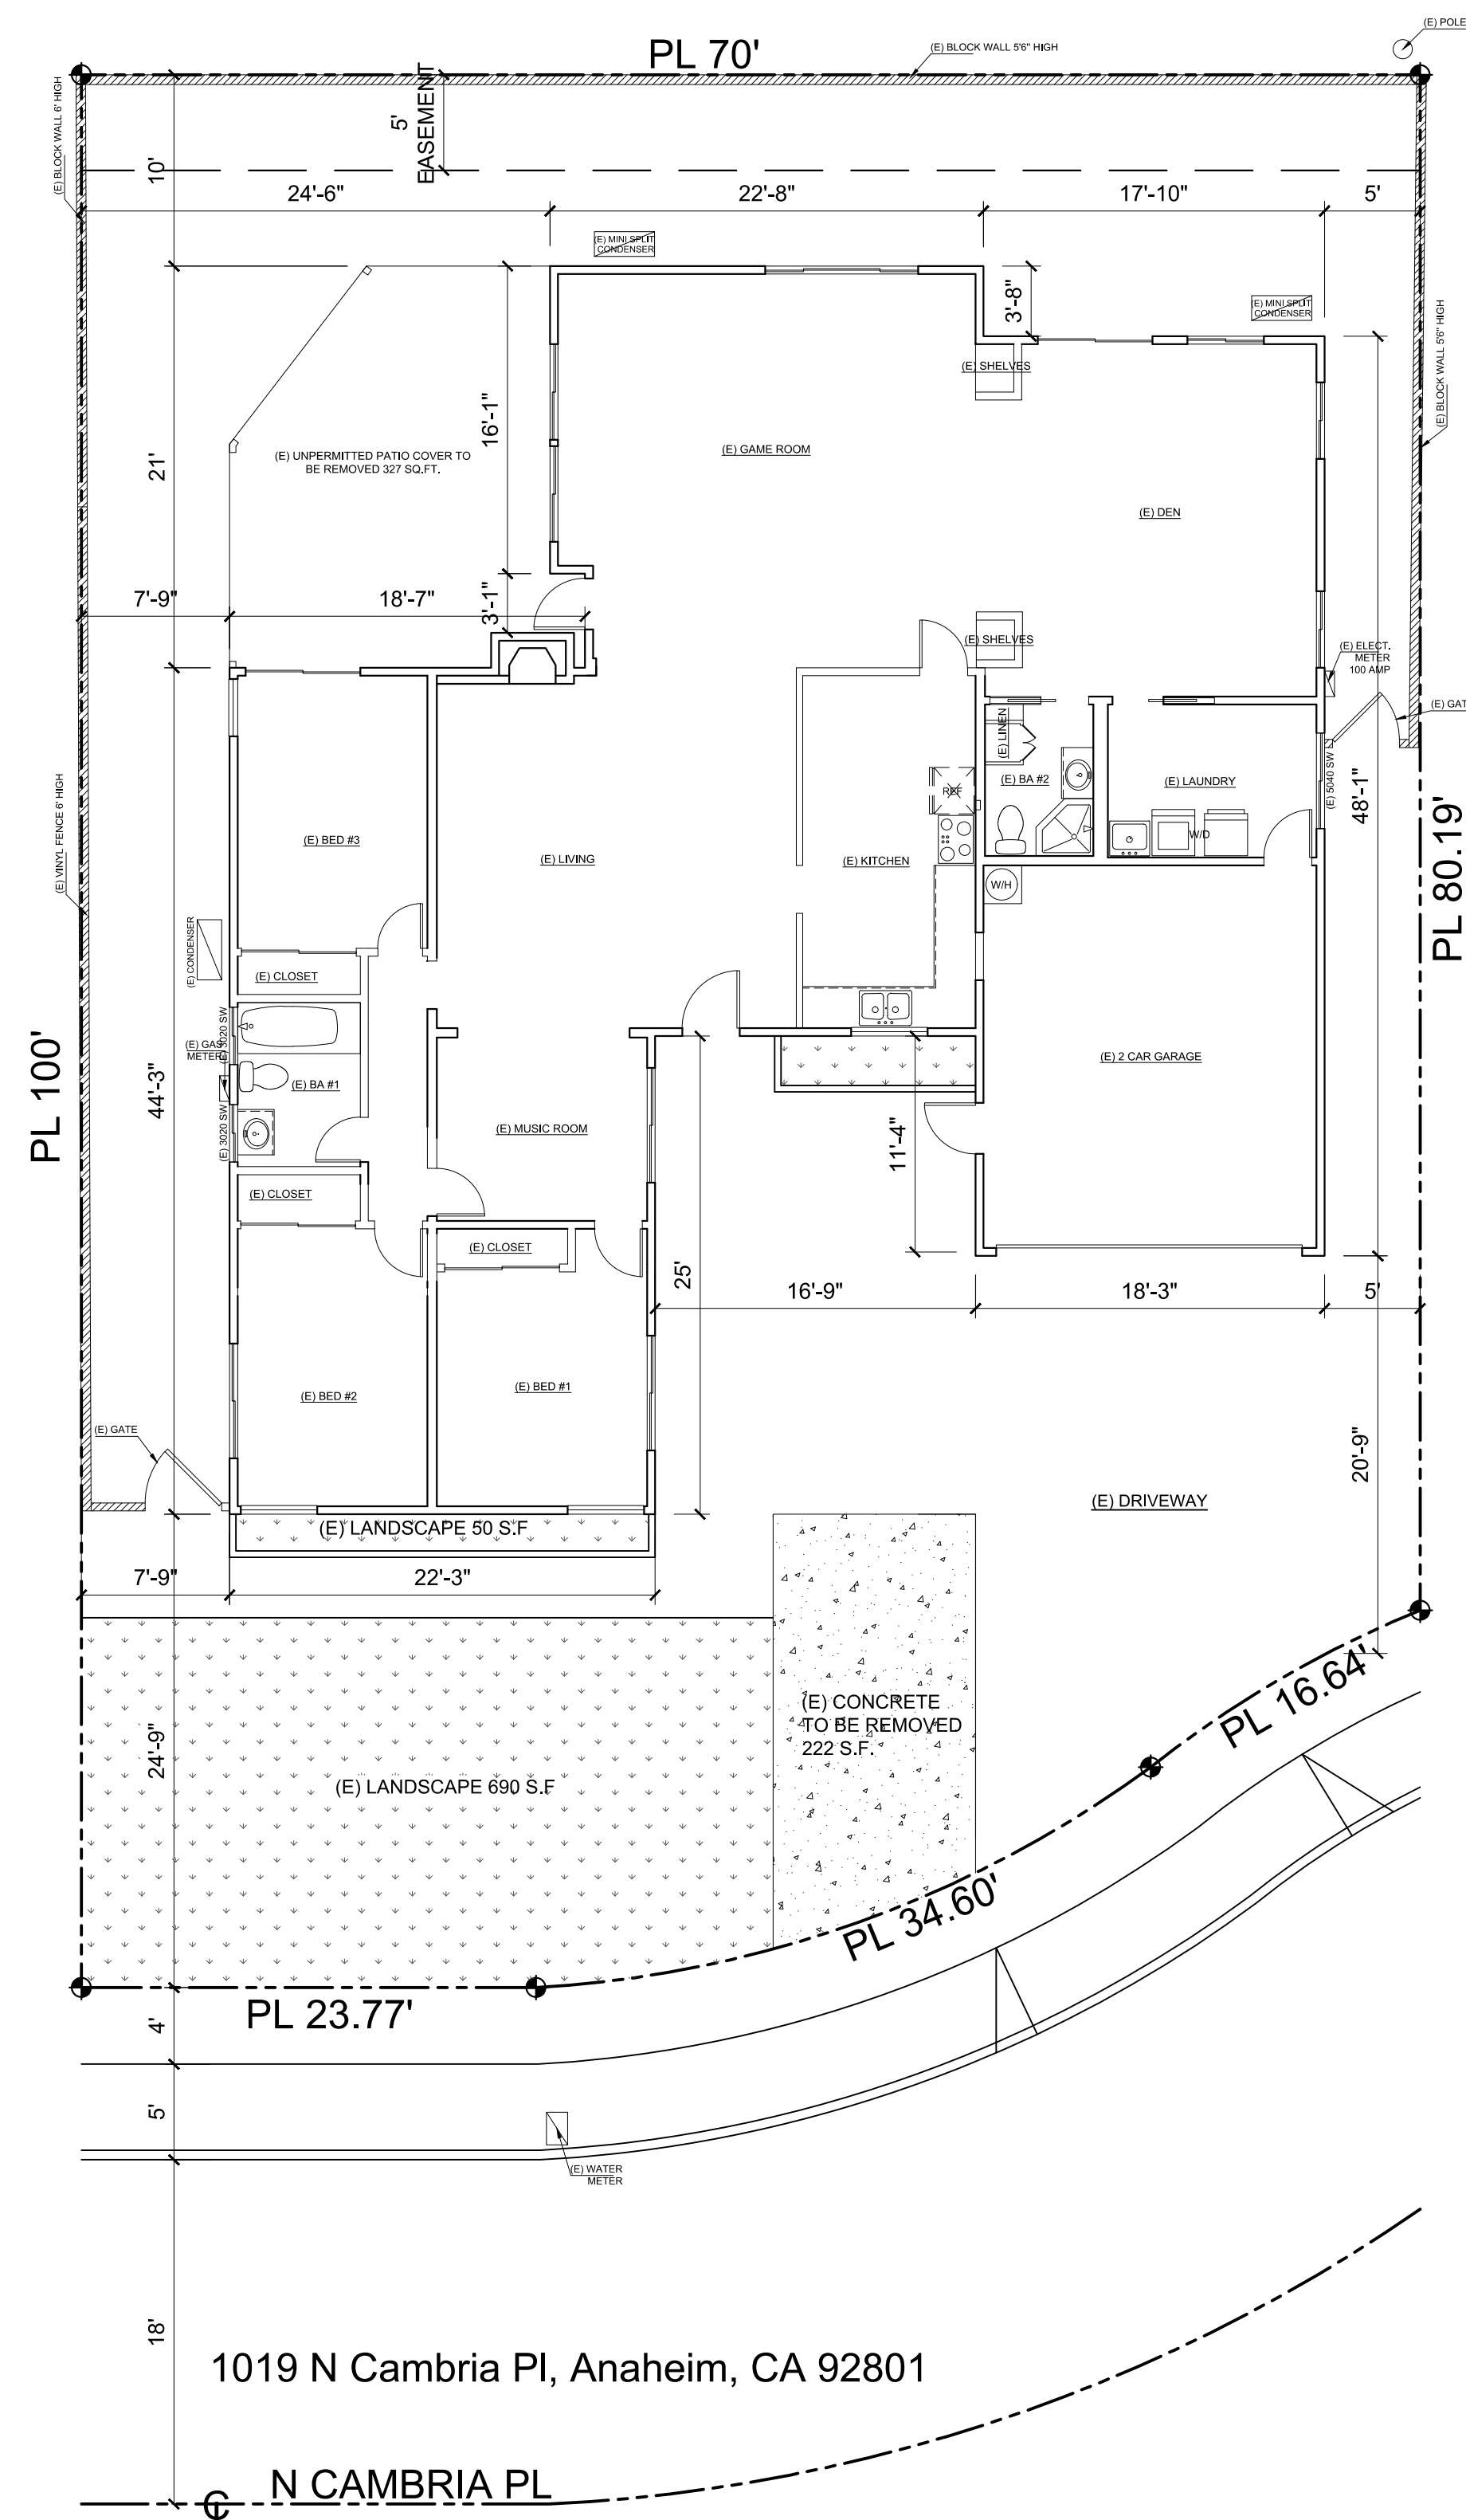 (E) POLE
PL 70'
(E) BLOCK WALL 5'6" HIGH
(E) BLOCK WALL 6' HIGH
5'
EASEMENT
10'
24'-6"
22'-8"
17'-10"
5'
(E) MINI SPLIT
CONDENSER
3'-8"
(E) MINI SPLIT
CONDENSER
(E) BLOCK WALL 5'6" HIGH
(E) SHELVES
16'-1"
(E) GAME ROOM
21'
(E) UNPERMITTED PATIO COVER TO
BE REMOVED 327 SQ.FT.
(E) DEN
7'-9"
18'-7"
3'-1"
(E) SHELVES
(E) ELECT.
METER
100 AMP
(E) GAT
(E) LINEN
(E) BA #2
(E) LAUNDRY
(E) 5040 SW
48'-1"
REF
W/D
(E) VINYL FENCE 6' HIGH
(E) BED #3
(E) LIVING
(E) KITCHEN
W/H
PL 80.19'
(E) CONDENSER
(E) CLOSET
(E) 3020 SW
(E) GAS
METER
PL 100'
44'-3"
(E) BA #1
(E) 2 CAR GARAGE
(E) 3020 SW
(E) MUSIC ROOM
11'-4"
(E) CLOSET
(E) CLOSET
25'
16'-9"
18'-3"
5'
(E) BED #2
(E) BED #1
(E) GATE
20'-9"
(E) DRIVEWAY
(E) LANDSCAPE 50 S.F
7'-9"
22'-3"
(E) CONCRETE
TO BE REMOVED
222 S.F.
PL 16.64'
24'-9"
(E) LANDSCAPE 690 S.F
PL 34.60'
PL 23.77'
4'
5'
(E) WATER
METER
18'
1019 N Cambria Pl, Anaheim, CA 92801
N CAMBRIA PL